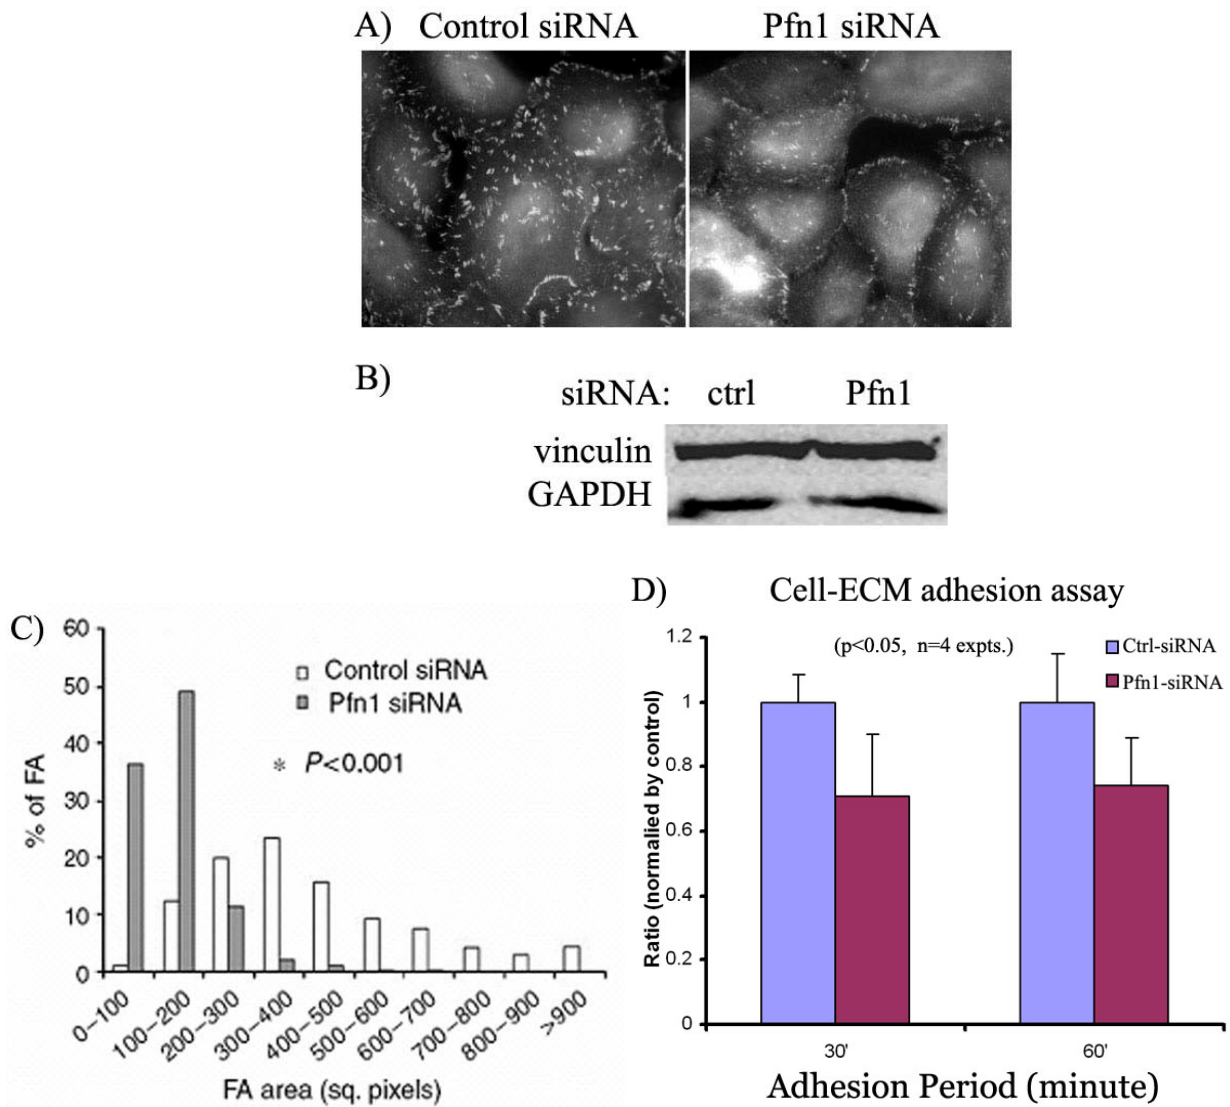 A) Control siRNA Pfn1 siRNA
B)
siRNA: ctrl Pfn1
vinculin
GAPDH
C)
60
50
40
30
20
10
0
% of FA
Control siRNA
Pfn1 siRNA
* P<0.001
0–100
100–200
200–300
300–400
400–500
500–600
600–700
700–800
800–900
>900
FA area (sq. pixels)
D) Cell-ECM adhesion assay
(p<0.05, n=4 expts.)
Ctrl-siRNA
Pfn1-siRNA
1.2
1
0.8
0.6
0.4
0.2
0
Ratio (normalied by control)
30' 60'
Adhesion Period (minute)